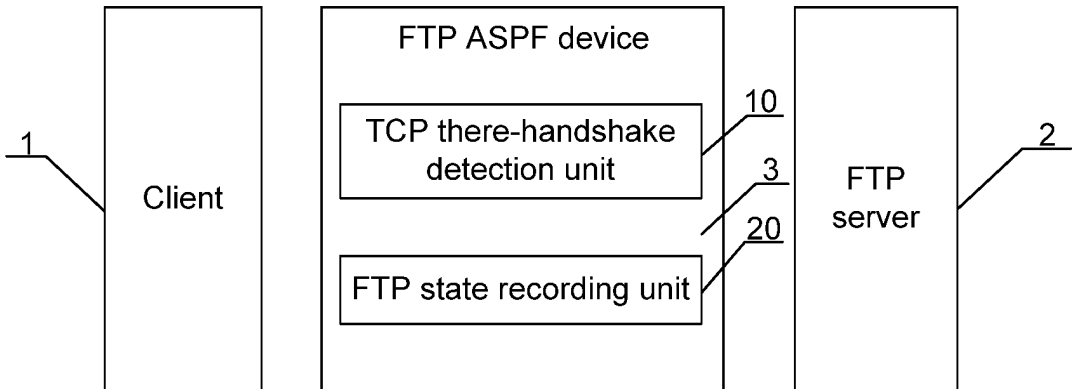 FTP ASPF device
10
TCP there-handshake
detection unit
1
2
Client
3
FTP
server
20
FTP state recording unit